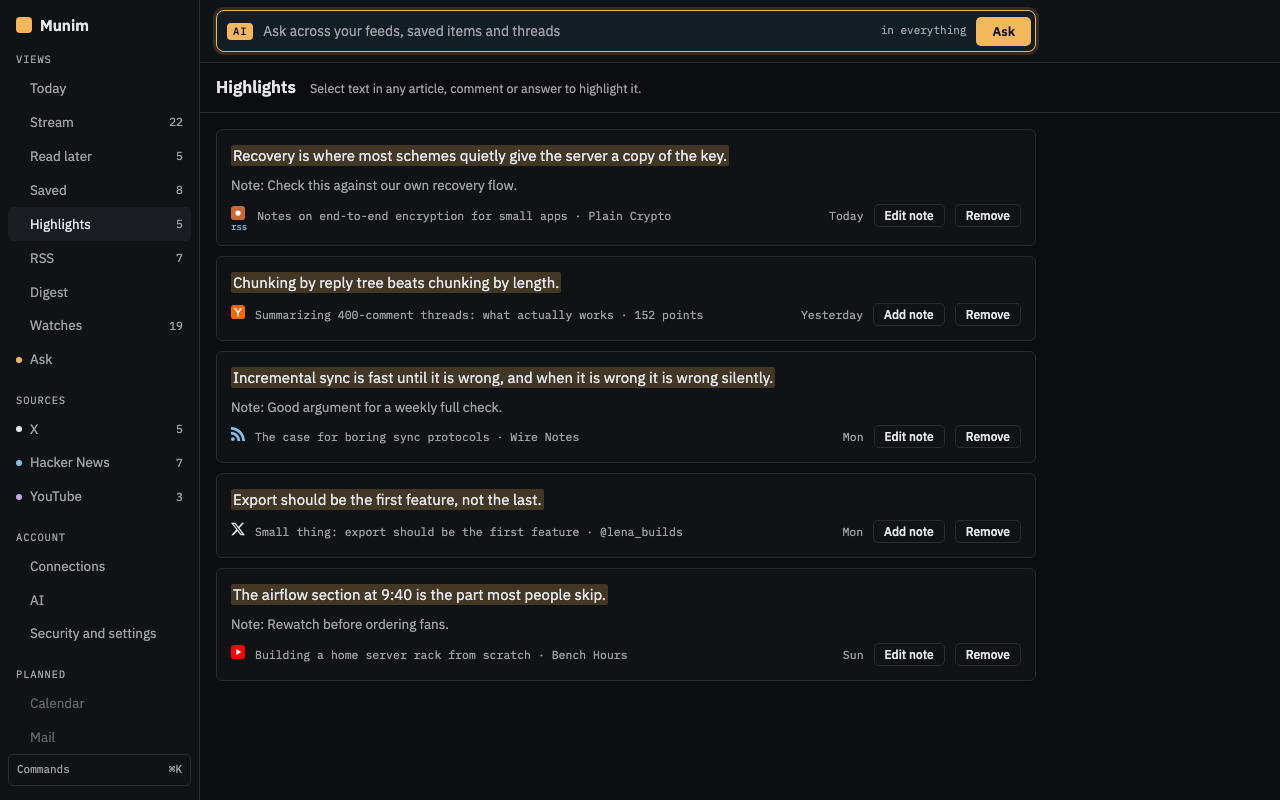 Munim
VIEWS
Today
Stream 22
Read later 5
Saved 8
Highlights 5
RSS 7
Digest
Watches 19
Ask
SOURCES
X 5
Hacker News 7
YouTube 3
ACCOUNT
Connections
AI
Security and settings
PLANNED
Calendar
Mail
Commands ⌘K
AI Ask across your feeds, saved items and threads in everything Ask
Highlights Select text in any article, comment or answer to highlight it.
Recovery is where most schemes quietly give the server a copy of the key.
Note: Check this against our own recovery flow.
Notes on end-to-end encryption for small apps · Plain Crypto Today Edit note Remove
rss
Chunking by reply tree beats chunking by length.
Y Summarizing 400-comment threads: what actually works · 152 points Yesterday Add note Remove
Incremental sync is fast until it is wrong, and when it is wrong it is wrong silently.
Note: Good argument for a weekly full check.
The case for boring sync protocols · Wire Notes Mon Edit note Remove
Export should be the first feature, not the last.
X Small thing: export should be the first feature · @lena_builds Mon Add note Remove
The airflow section at 9:40 is the part most people skip.
Note: Rewatch before ordering fans.
Building a home server rack from scratch · Bench Hours Sun Edit note Remove